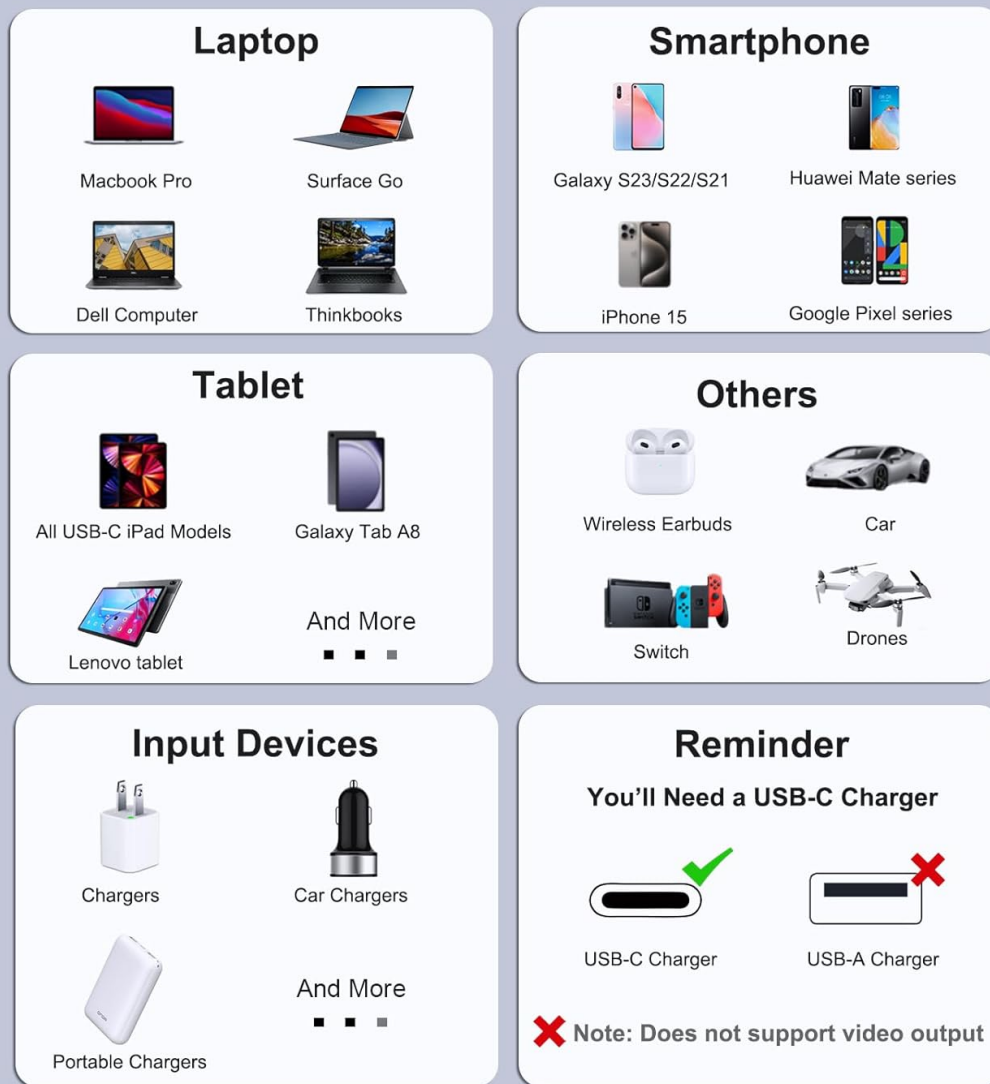 Laptop
Macbook Pro
Surface Go
Dell Computer
Thinkbooks
Smartphone
Galaxy S23/S22/S21
Huawei Mate series
iPhone 15
Google Pixel series
Tablet
All USB-C iPad Models
Galaxy Tab A8
Lenovo tablet
And More
Others
Wireless Earbuds
Car
Switch
Drones
Input Devices
Chargers
Car Chargers
Portable Chargers
And More
Reminder
You'll Need a USB-C Charger
USB-C Charger
USB-A Charger
Note: Does not support video output